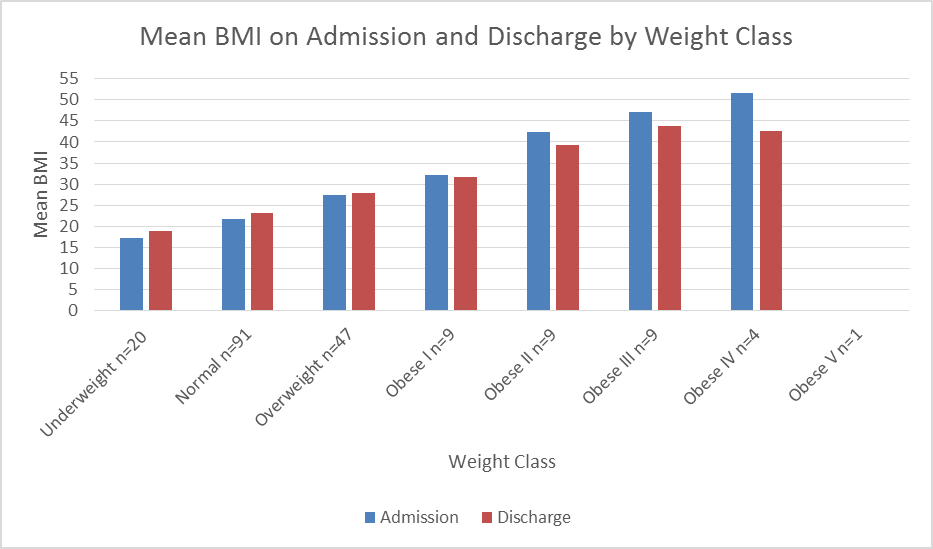 Mean BMI on Admission and Discharge by Weight Class
Mean BMI
55
50
45
40
35
30
25
20
15
10
5
0
Underweight n=20
Normal n=91
Overweight n=47
Obese I n=9
Obese II n=9
Obese III n=9
Obese IV n=4
Obese V n=1
Weight Class
Admission
Discharge